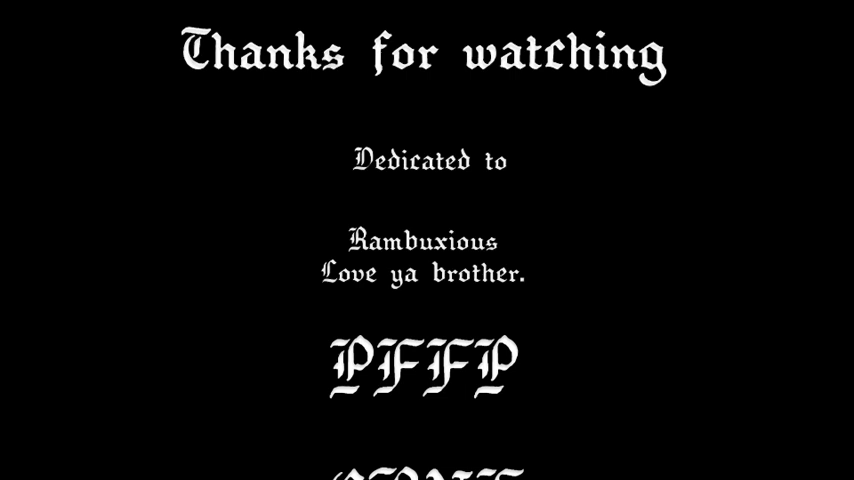 Thanks for watching
Dedicated to
Rambuxious
Love ya brother.
PFFP